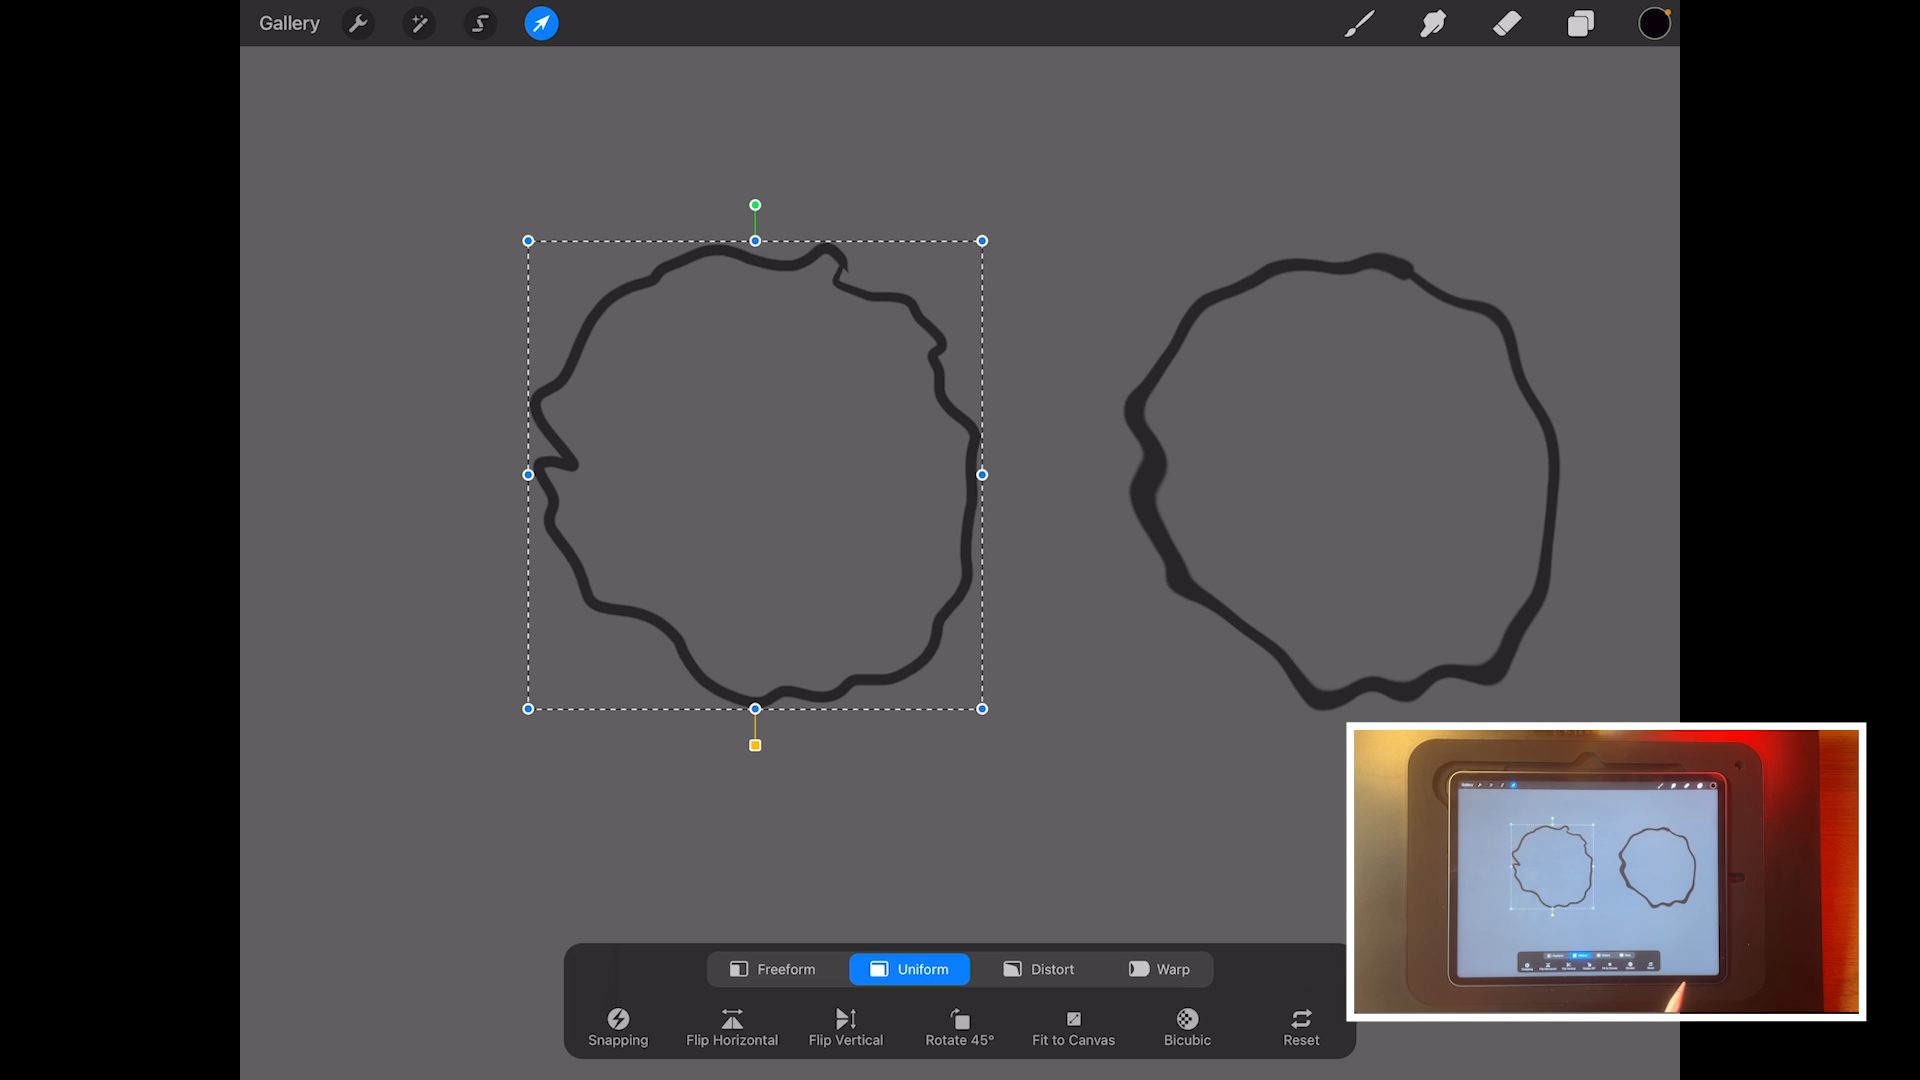 Gallery
Freeform Uniform Distort Warp
Snapping Flip Horizontal Flip Vertical Rotate 45° Fit to Canvas Bicubic Reset